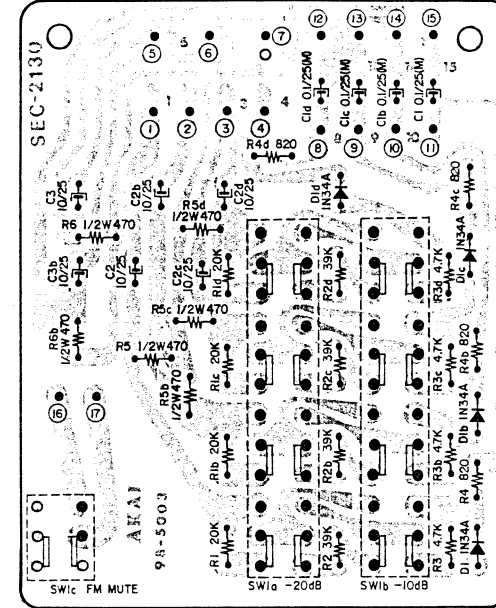 SEC-2130
12
13
14
15
5
6
7
C1d 0.1/25(M)
C1c 0.1/25(M)
C1b 0.1/25(M)
C1 0.1/25(M)
1
2
3
4
4
8
9
10
11
R4d 820
C3
10/25
C2b
10/25
R5d
1/2W470
C2d
10/25
D1d
1N34A
R4c 820
R6 1/2W470
C3b
10/25
C2
10/25
C2c
10/25
R1d 20K
R2d 39K
R3d 4.7K
D1c
1N34A
R5c 1/2W470
R6b
1/2W470
R5 1/2W470
R5b
1/2W470
R1c 20K
R2c 39K
R3c 4.7K
R4b 820
16
17
D1b 1N34A
R1b 20K
R2b 39K
R3b 4.7K
R4 820
AKAI
98-5003
R1 20K
R2 39K
R3 4.7K
D1 1N34A
SW1c FM MUTE
SW1a -20dB
SW1b -10dB